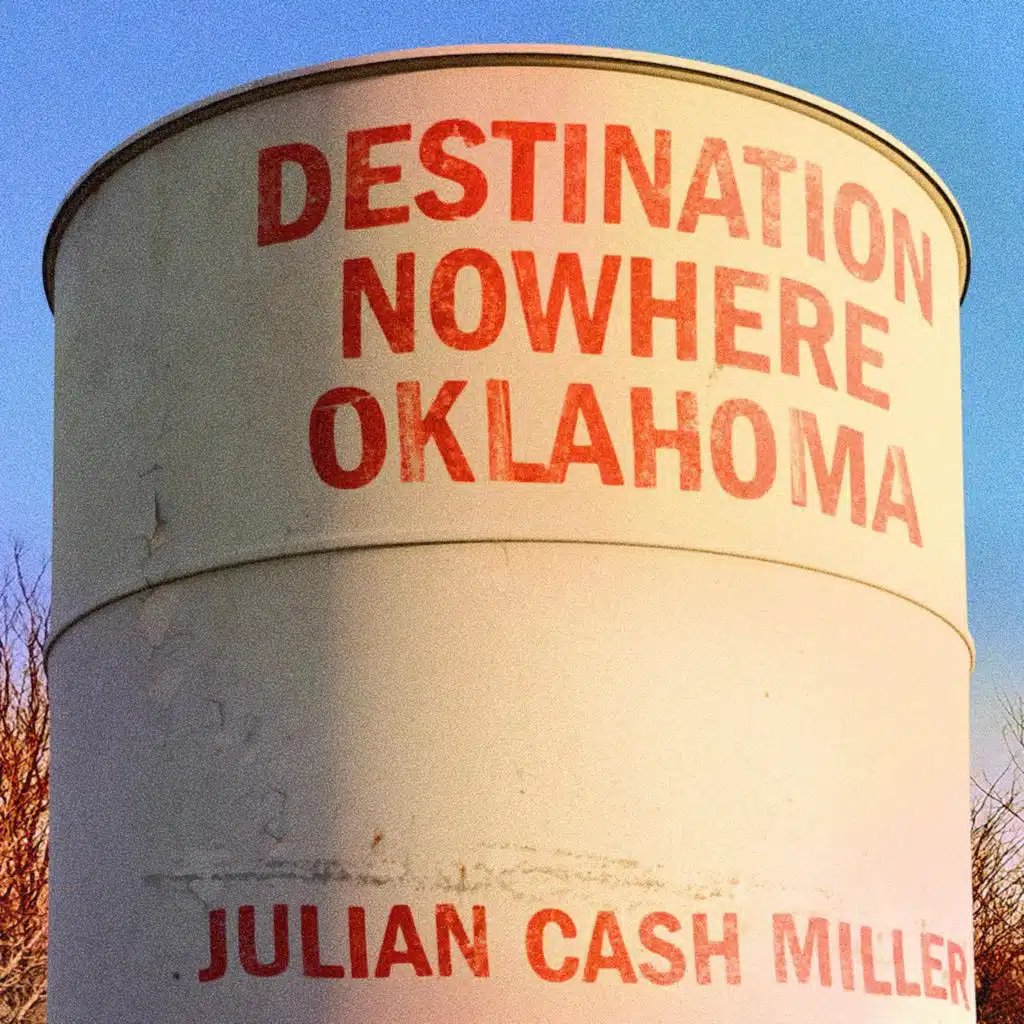 DESTINATION
NOWHERE
OKLAHOMA
JULIAN CASH MILLER